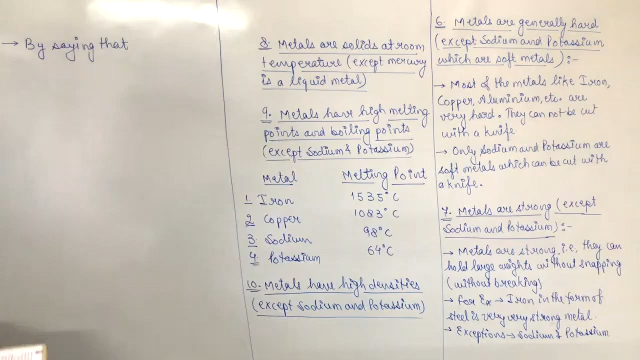 → By saying that
8. Metals are solids at room
temperature (except mercury
is a liquid metal)
9. Metals have high melting
points and boiling points
(except Sodium & Potassium)
Metal Melting Point
1 Iron 1535°C
2 Copper 1083°C
3 Sodium 98°C
4 Potassium 64°C
10. Metals have high densities
(except Sodium and Potassium)
6. Metals are generally hard
(except Sodium and Potassium
which are soft metals) :-
→ Most of the metals like Iron,
Copper, Aluminium, etc. are
very hard. They can not be cut
with a knife
→ Only Sodium and Potassium are
soft metals which can be cut with
a knife.
7. Metals are strong (except
Sodium and Potassium) :-
→ Metals are strong i.e., they can
hold large weights without snapping
(without breaking)
→ For Ex → Iron in the form of
steel is very very strong metal.
→ Exceptions → Sodium & Potassium